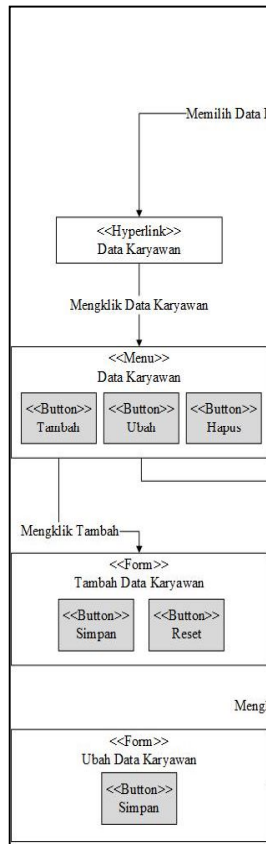 Memilih Data
<<Hyperlink>>
Data Karyawan
Mengklik Data Karyawan
<<Menu>>
Data Karyawan
<<Button>> <<Button>> <<Button>>
Tambah Ubah Hapus
Mengklik Tambah
<<Form>>
Tambah Data Karyawan
<<Button>> <<Button>>
Simpan Reset
<<Form>>
Ubah Data Karyawan
<<Button>>
Simpan